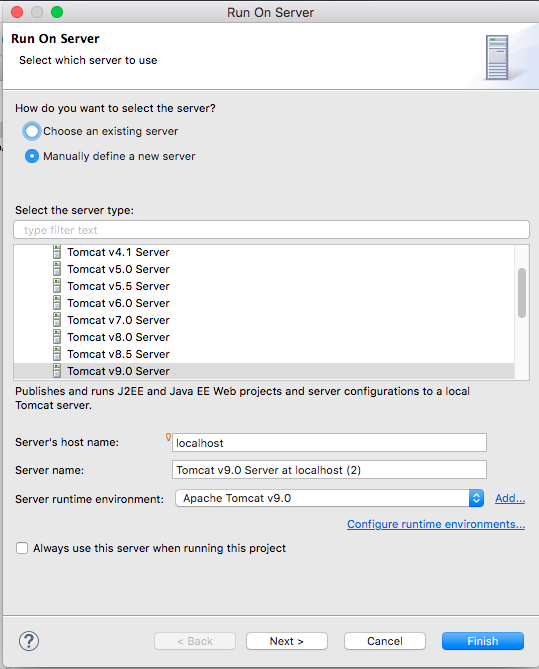 Run On Server
Run On Server
Select which server to use
How do you want to select the server?
Choose an existing server
Manually define a new server
Select the server type:
type filter text
Tomcat v4.1 Server
Tomcat v5.0 Server
Tomcat v5.5 Server
Tomcat v6.0 Server
Tomcat v7.0 Server
Tomcat v8.0 Server
Tomcat v8.5 Server
Tomcat v9.0 Server
Publishes and runs J2EE and Java EE Web projects and server configurations to a local
Tomcat server.
Server's host name: localhost
Server name: Tomcat v9.0 Server at localhost (2)
Server runtime environment: Apache Tomcat v9.0 Add...
Configure runtime environments...
Always use this server when running this project
? < Back Next > Cancel Finish